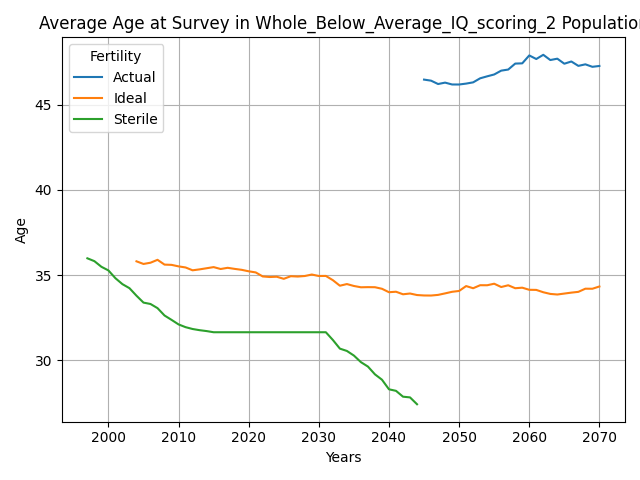 Average Age at Survey in Whole_Below_Average_IQ_scoring_2 Population
Fertility
Actual
Ideal
Sterile
45
40
35
30
Age
2000 2010 2020 2030 2040 2050 2060 2070
Years